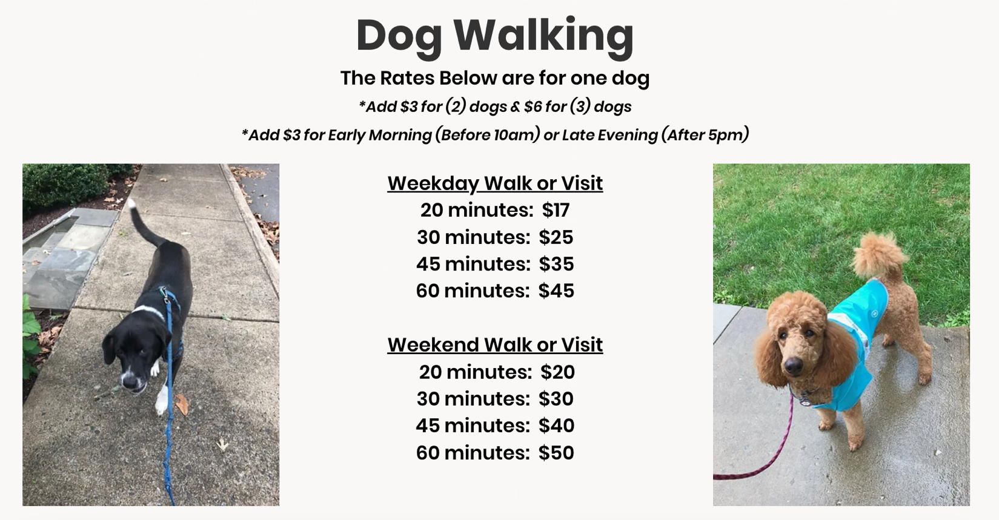 Dog Walking
The Rates Below are for one dog
*Add $3 for (2) dogs & $6 for (3) dogs
*Add $3 for Early Morning (Before 10am) or Late Evening (After 5pm)
Weekday Walk or Visit
20 minutes: $17
30 minutes: $25
45 minutes: $35
60 minutes: $45
Weekend Walk or Visit
20 minutes: $20
30 minutes: $30
45 minutes: $40
60 minutes: $50